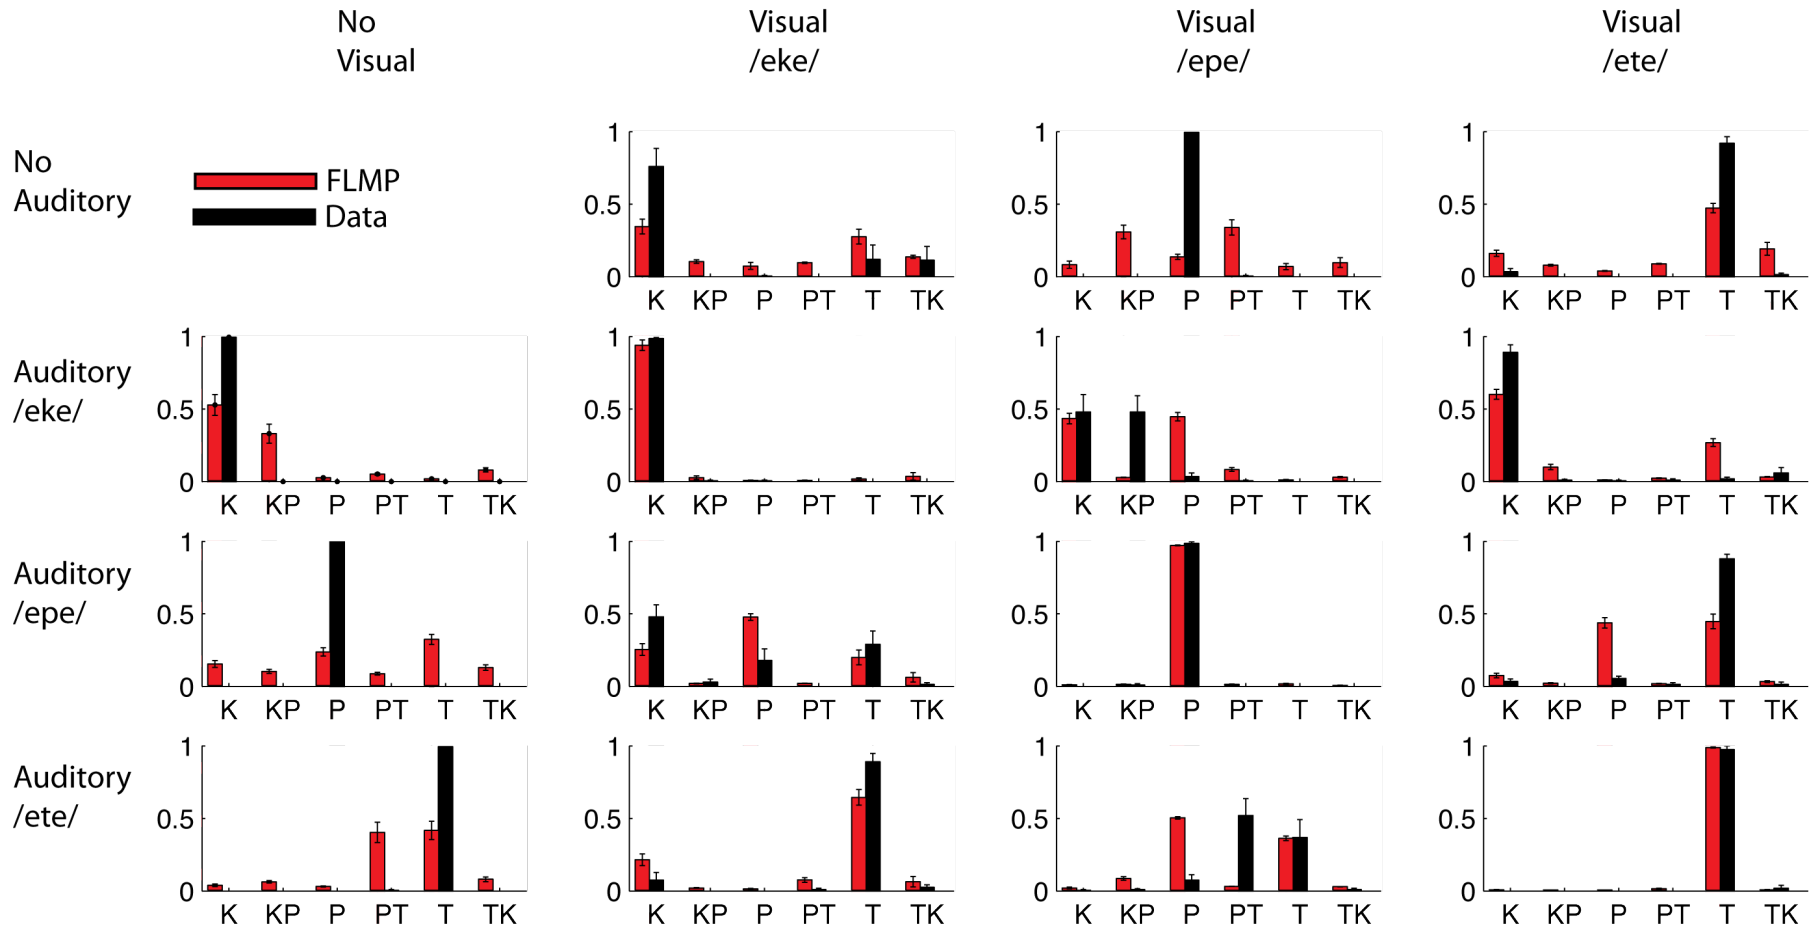 No
Visual
Visual
/eke/
Visual
/epe/
Visual
/ete/
No
Auditory
FLMP
Data
1
0.5
0
K KP P PT T TK
1
0.5
0
K KP P PT T TK
1
0.5
0
K KP P PT T TK
Auditory
/eke/
1
0.5
0
K KP P PT T TK
1
0.5
0
K KP P PT T TK
1
0.5
0
K KP P PT T TK
1
0.5
0
K KP P PT T TK
Auditory
/epe/
1
0.5
0
K KP P PT T TK
1
0.5
0
K KP P PT T TK
1
0.5
0
K KP P PT T TK
1
0.5
0
K KP P PT T TK
Auditory
/ete/
1
0.5
0
K KP P PT T TK
1
0.5
0
K KP P PT T TK
1
0.5
0
K KP P PT T TK
1
0.5
0
K KP P PT T TK